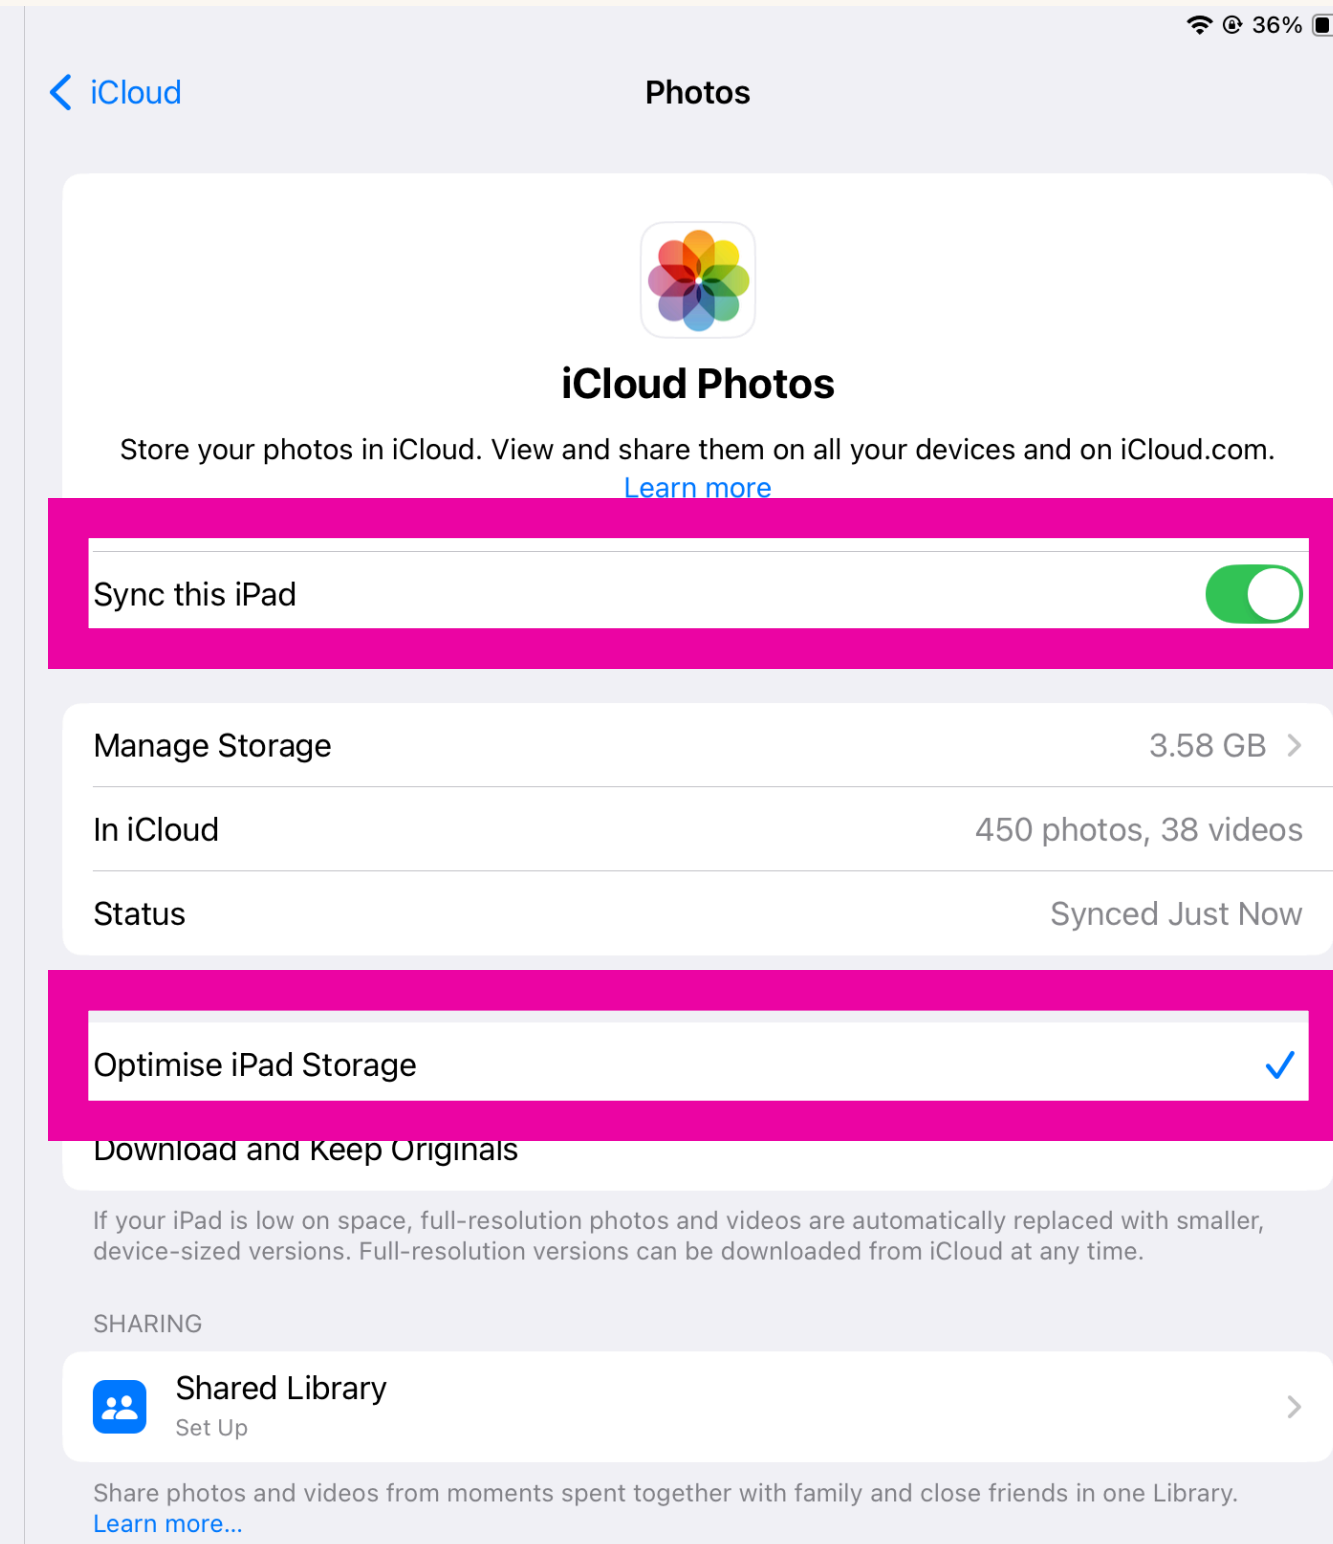 36%
iCloud
Photos
iCloud Photos
Store your photos in iCloud. View and share them on all your devices and on iCloud.com.
Learn more
Sync this iPad
Manage Storage 3.58 GB
In iCloud 450 photos, 38 videos
Status Synced Just Now
Optimise iPad Storage
Download and Keep Originals
If your iPad is low on space, full-resolution photos and videos are automatically replaced with smaller,
device-sized versions. Full-resolution versions can be downloaded from iCloud at any time.
SHARING
Shared Library
Set Up
Share photos and videos from moments spent together with family and close friends in one Library.
Learn more...